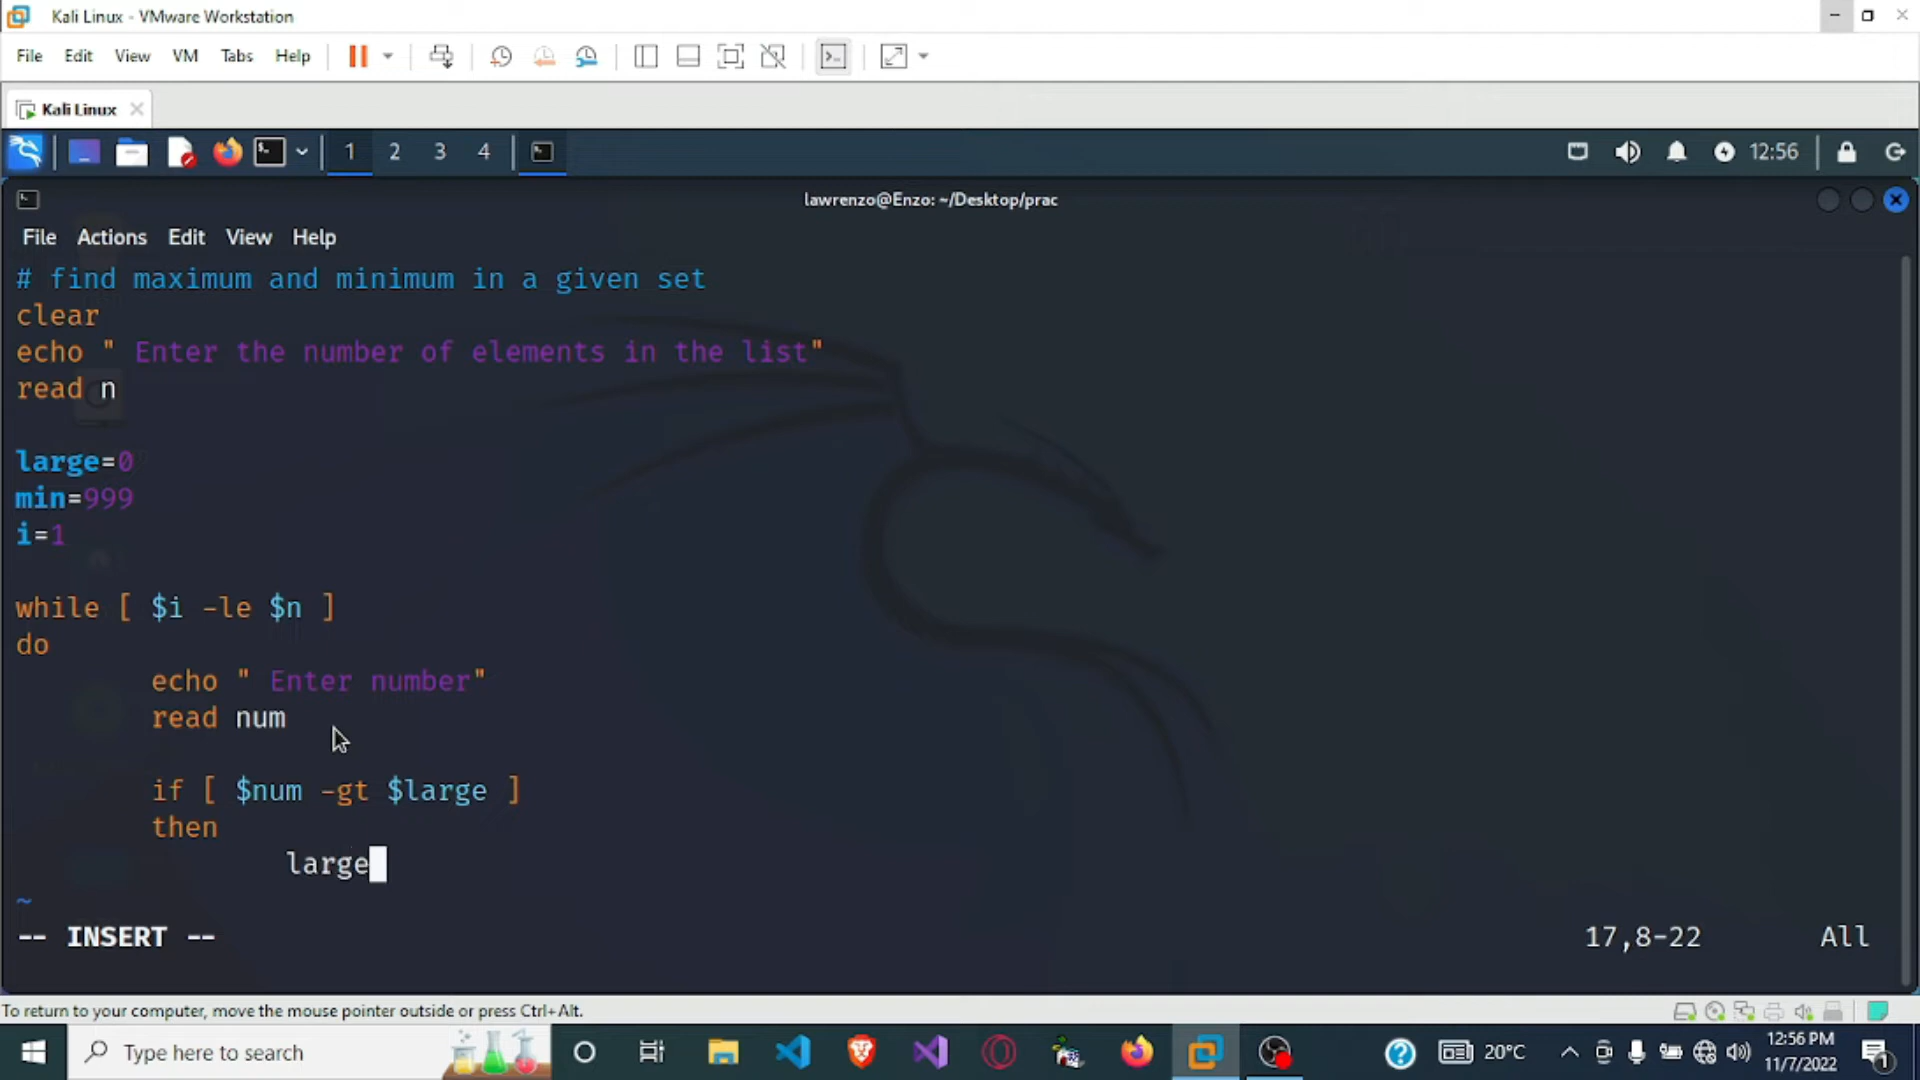 Kali Linux - VMware Workstation
File Edit View VM Tabs Help
Kali Linux
1 2 3 4 12:56
lawrenzo@Enzo: ~/Desktop/prac
File Actions Edit View Help
# find maximum and minimum in a given set
clear
echo " Enter the number of elements in the list"
read n
large=0
min=999
i=1
while [ $i -le $n ]
do
echo " Enter number"
read num
if [ $num -gt $large ]
then
large
~
-- INSERT -- 17,8-22 All
To return to your computer, move the mouse pointer outside or press Ctrl+Alt.
Type here to search 20°C 12:56 PM
11/7/2022
1